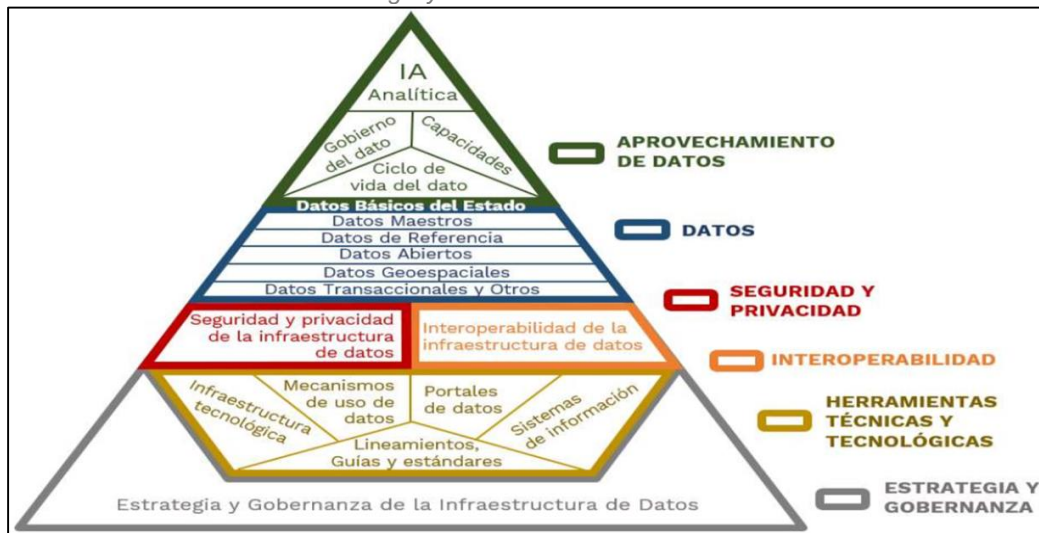 IA
Analítica
Gobierno
del dato
Capacidades
Ciclo de
vida del dato
Datos Básicos del Estado
Datos Maestros
Datos de Referencia
Datos Abiertos
Datos Geoespaciales
Datos Transaccionales y Otros
Seguridad y privacidad
de la infraestructura
de datos
Interoperabilidad de la
infraestructura de datos
Infraestructura
tecnológica
Mecanismos
de uso de
datos
Portales
de datos
Sistemas
de información
Lineamientos,
Guías y estándares
Estrategia y Gobernanza de la Infraestructura de Datos
APROVECHAMIENTO
DE DATOS
DATOS
SEGURIDAD Y
PRIVACIDAD
INTEROPERABILIDAD
HERRAMIENTAS
TÉCNICAS Y
TECNOLÓGICAS
ESTRATEGIA Y
GOBERNANZA